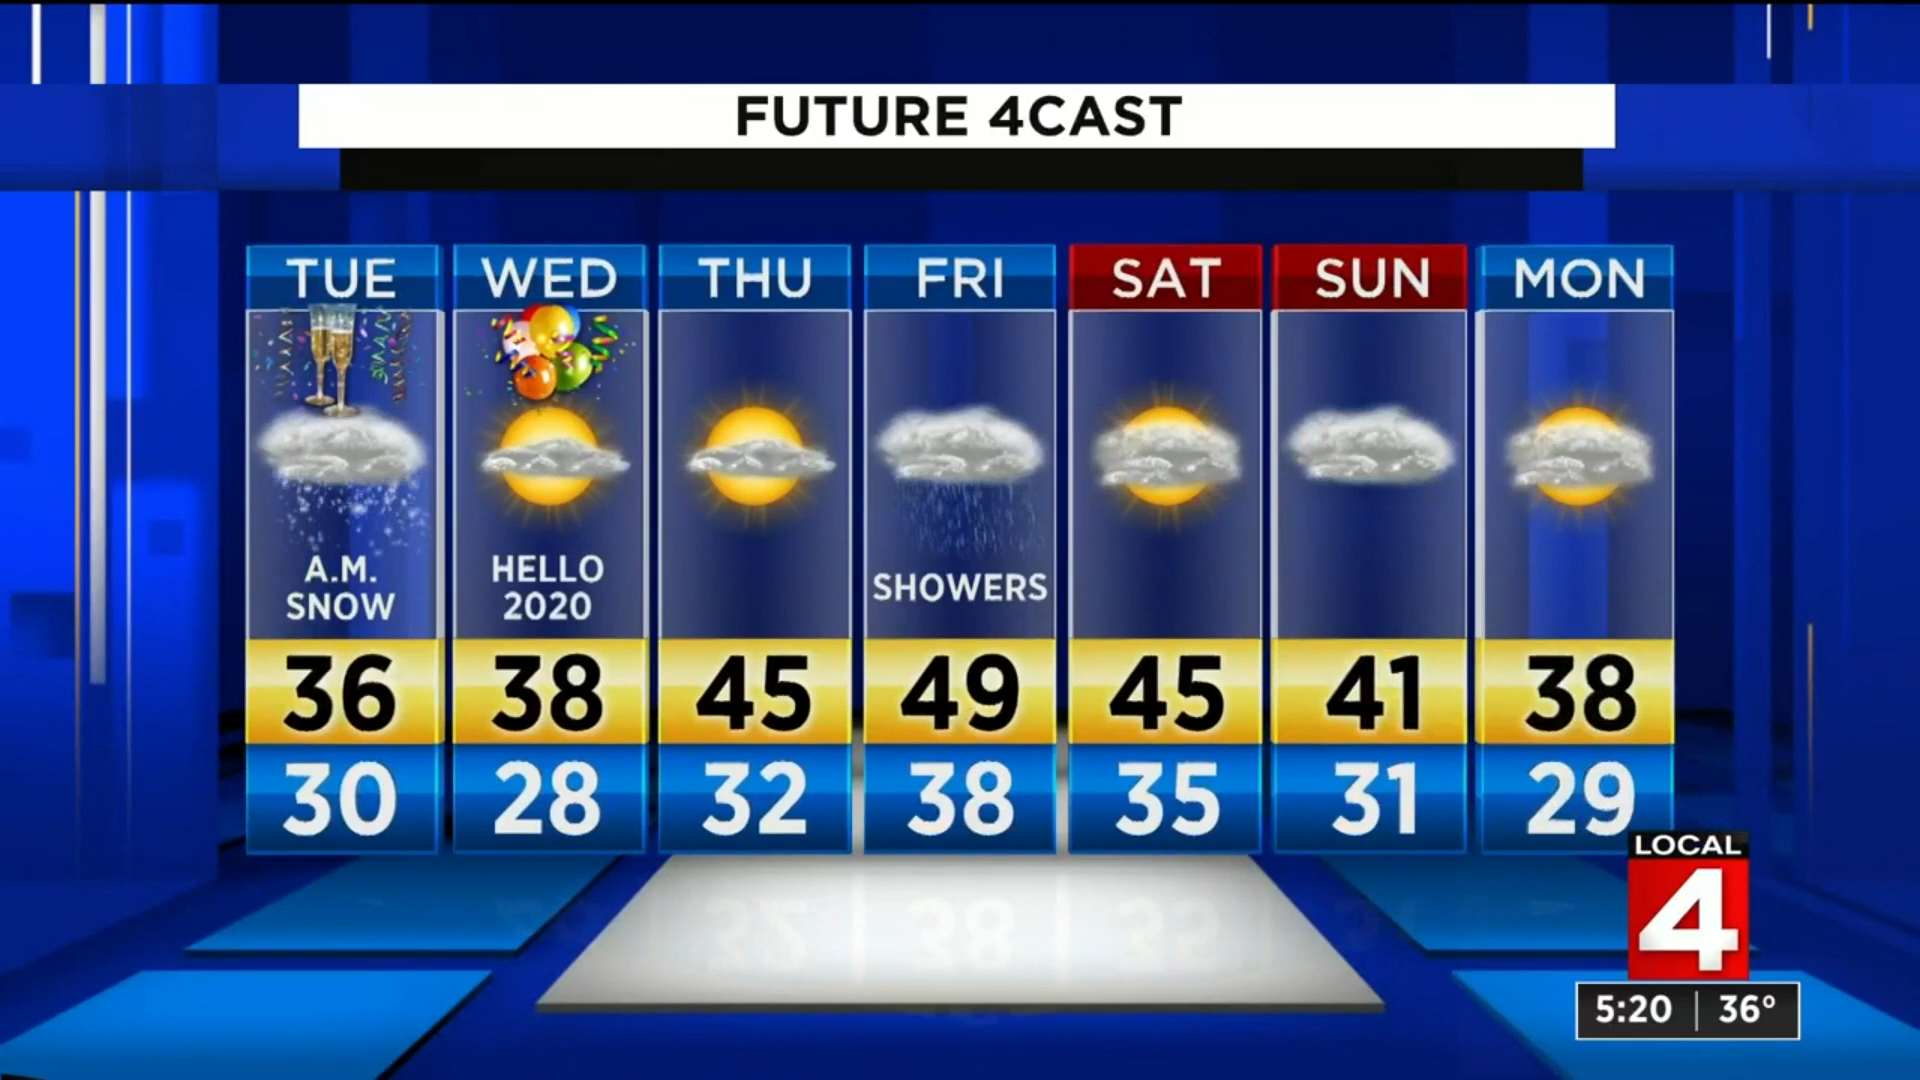 FUTURE 4CAST
TUE WED THU FRI SAT SUN MON
A.M.
SNOW
HELLO
2020
SHOWERS
36 38 45 49 45 41 38
30 28 32 38 35 31 29
LOCAL
4
5:20 36°